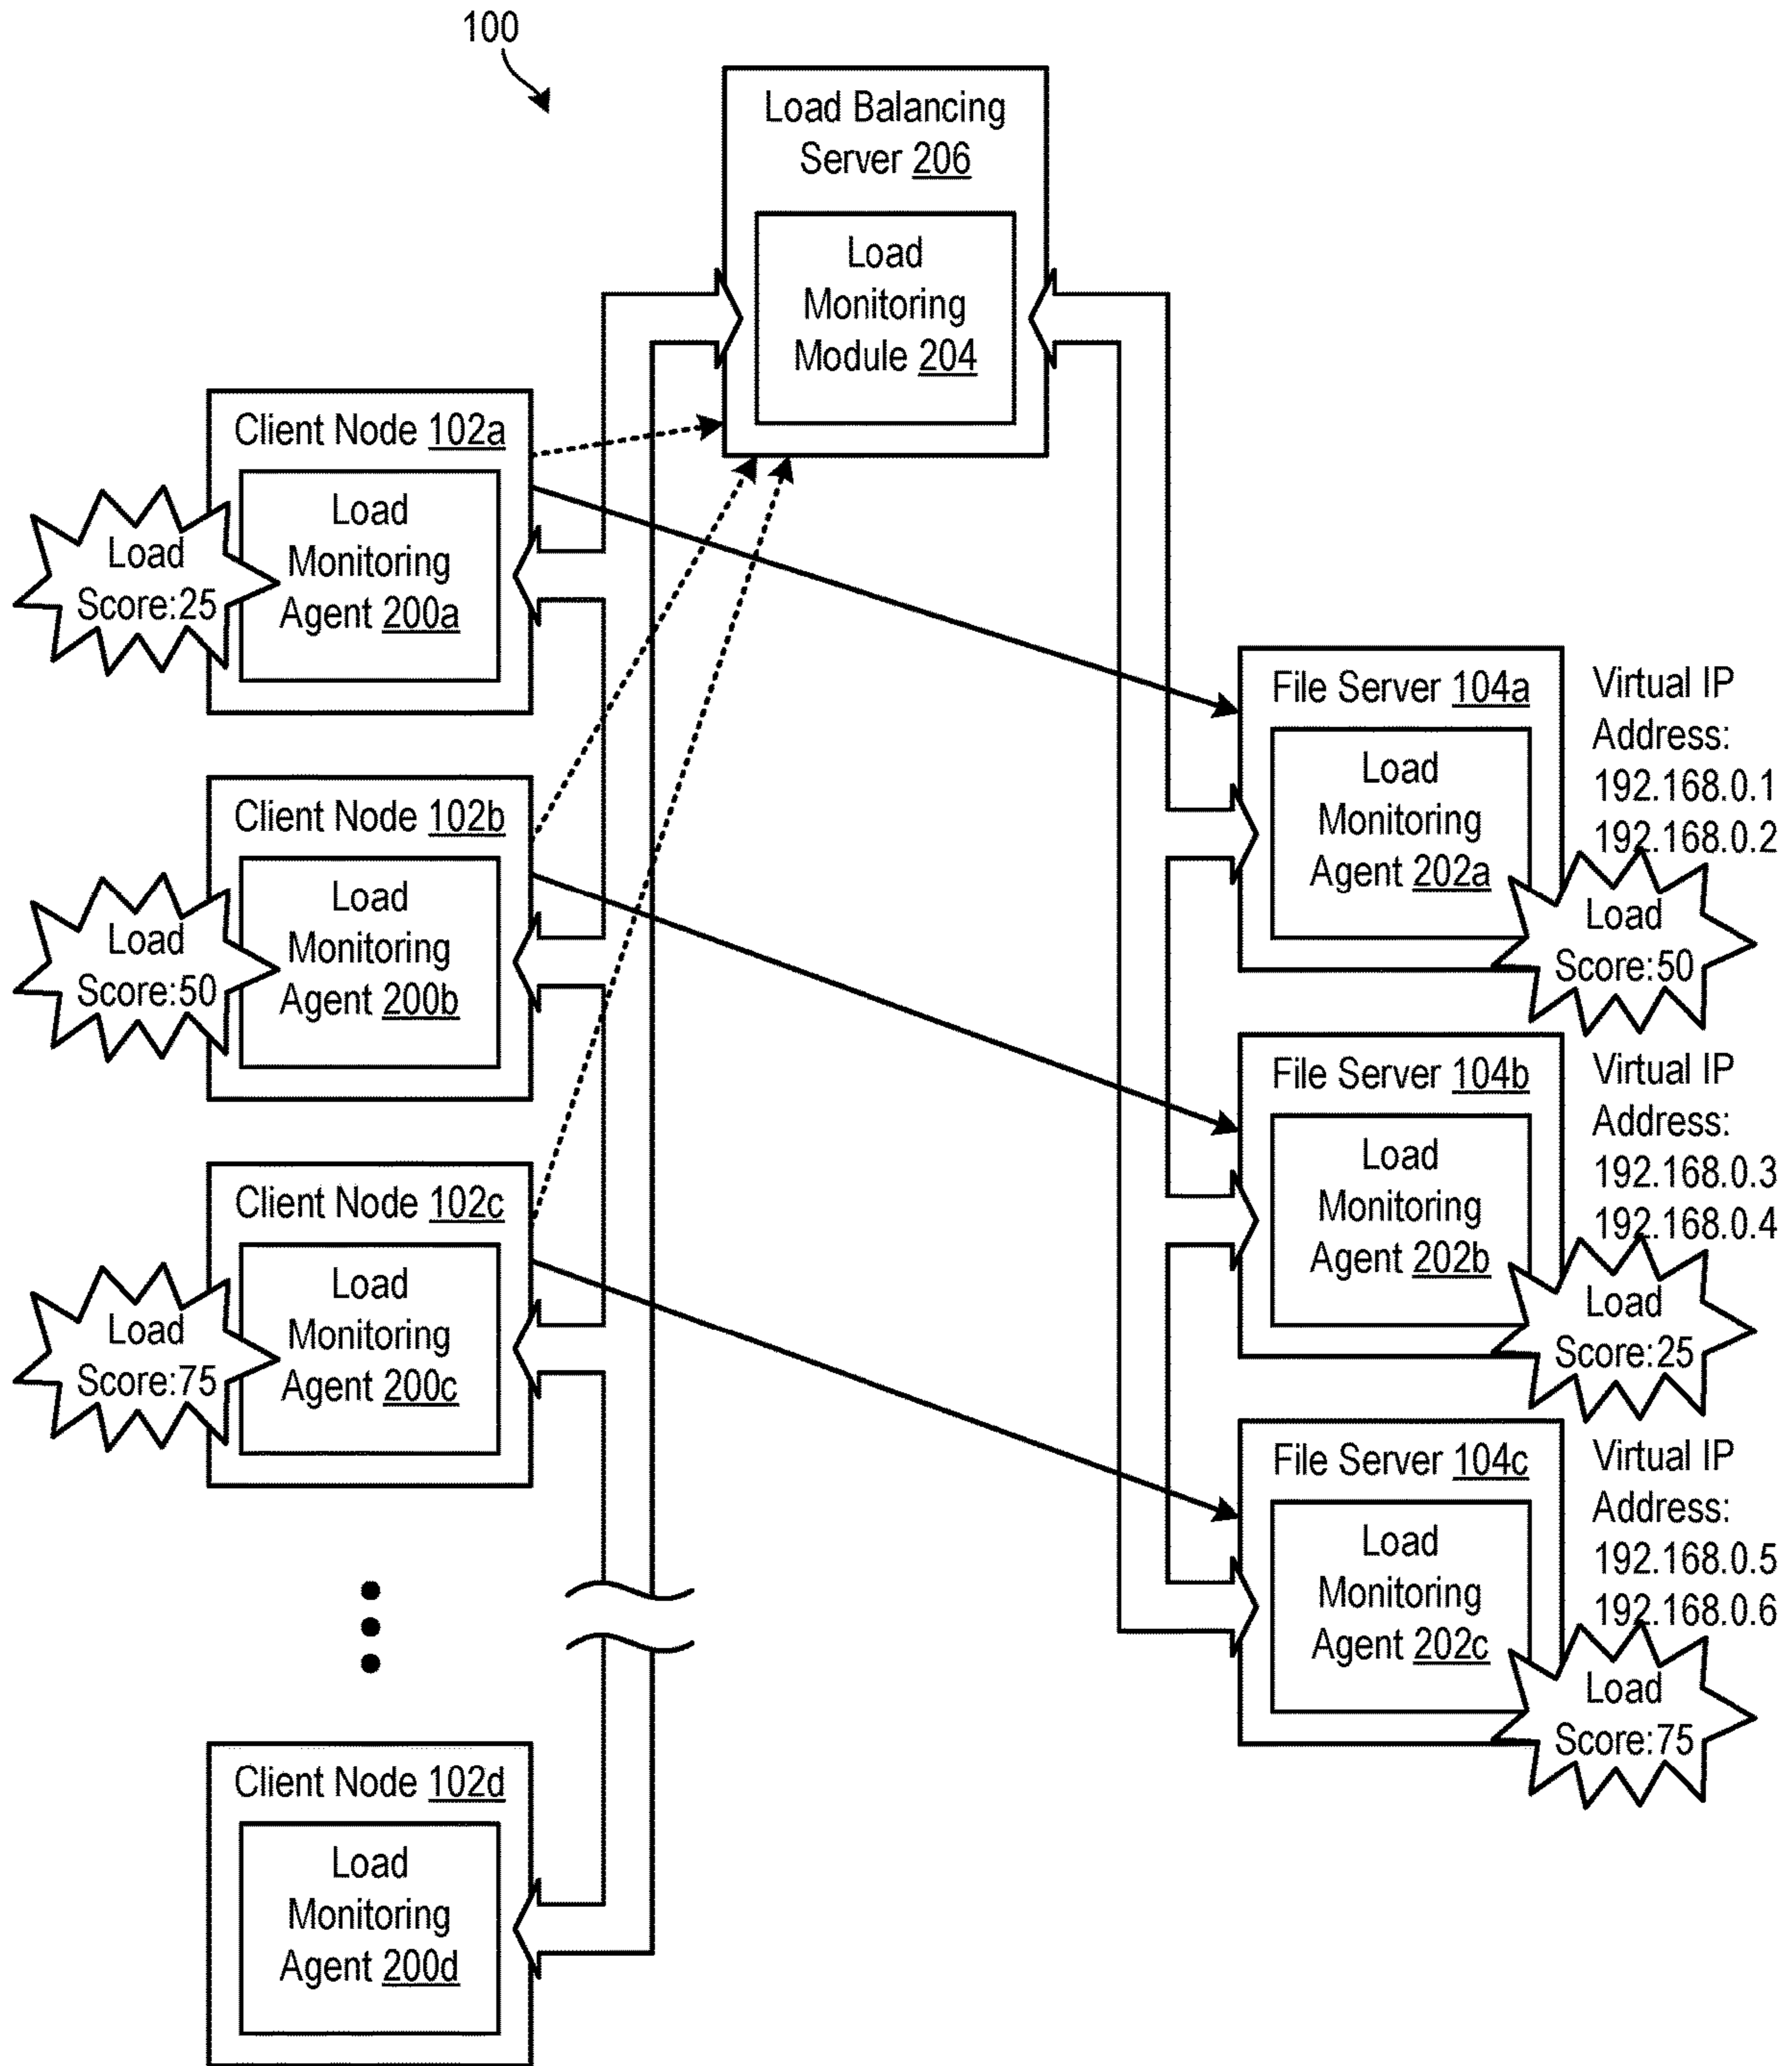 100
Load Balancing
Server 206
Load
Monitoring
Module 204
Client Node 102a
Load
Monitoring
Agent 200a
Load
Score:25
Client Node 102b
Load
Monitoring
Agent 200b
Load
Score:50
Client Node 102c
Load
Monitoring
Agent 200c
Load
Score:75
Client Node 102d
Load
Monitoring
Agent 200d
File Server 104a
Load
Monitoring
Agent 202a
Virtual IP
Address:
192.168.0.1
192.168.0.2
Load
Score:50
File Server 104b
Load
Monitoring
Agent 202b
Virtual IP
Address:
192.168.0.3
192.168.0.4
Load
Score:25
File Server 104c
Load
Monitoring
Agent 202c
Virtual IP
Address:
192.168.0.5
192.168.0.6
Load
Score:75